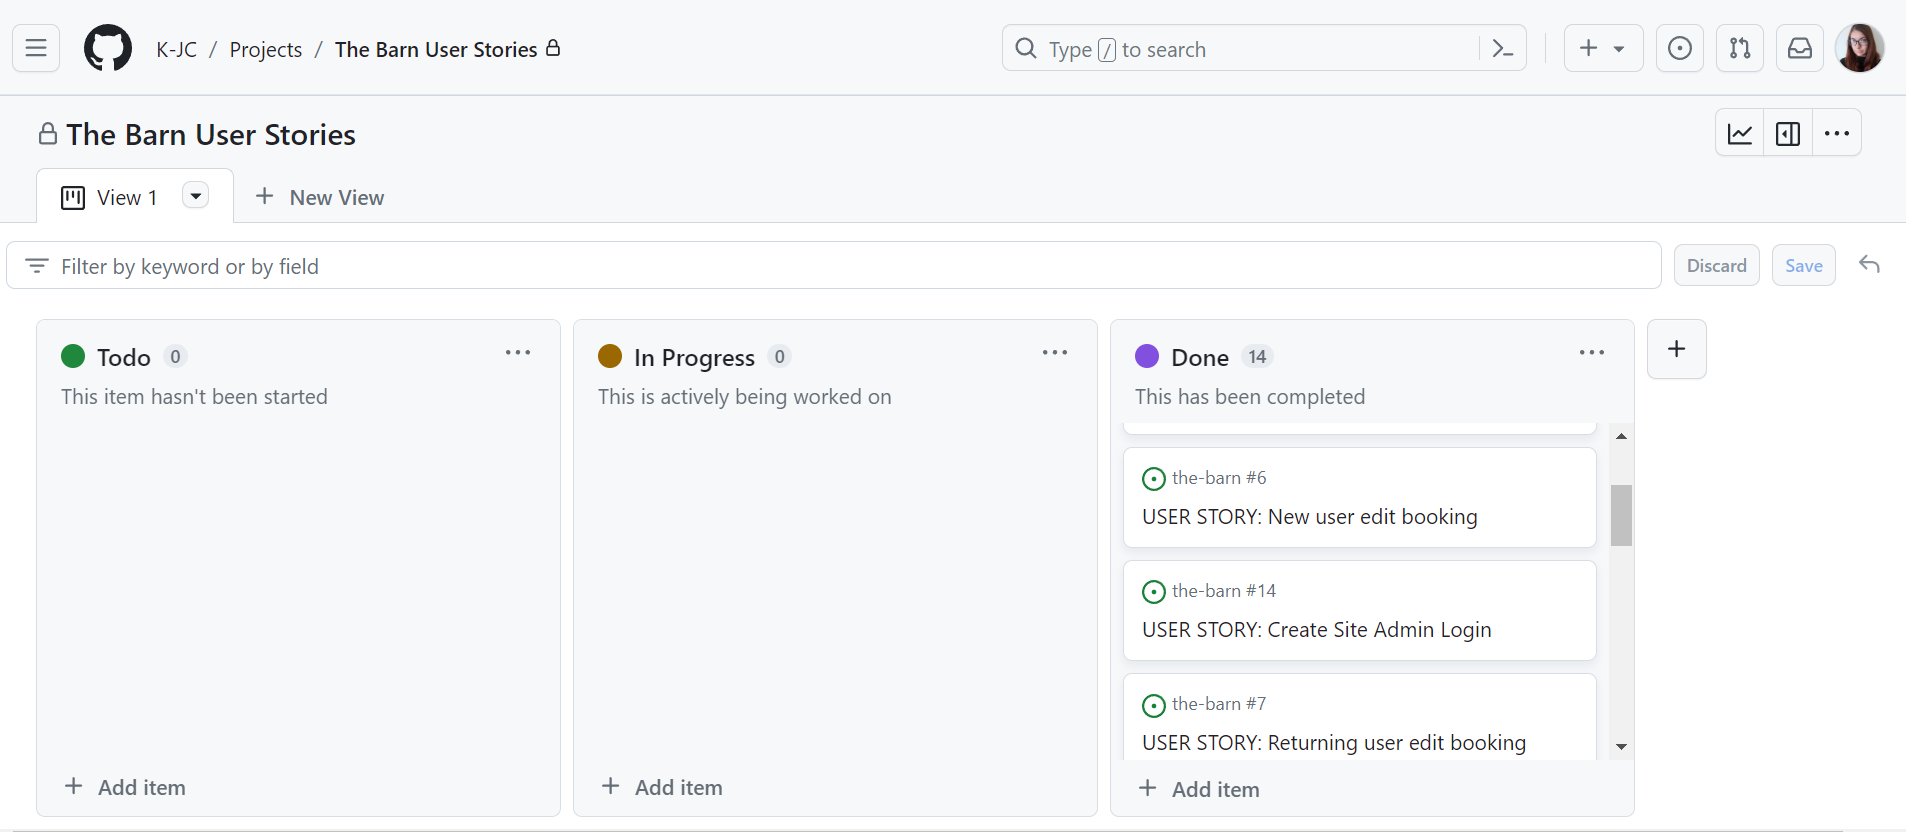 K-JC / Projects / The Barn User Stories
Type / to search
The Barn User Stories
View 1
New View
Filter by keyword or by field
Discard
Save
Todo 0
This item hasn't been started
Add item
In Progress 0
This is actively being worked on
Add item
Done 14
This has been completed
the-barn #6
USER STORY: New user edit booking
the-barn #14
USER STORY: Create Site Admin Login
the-barn #7
USER STORY: Returning user edit booking
Add item